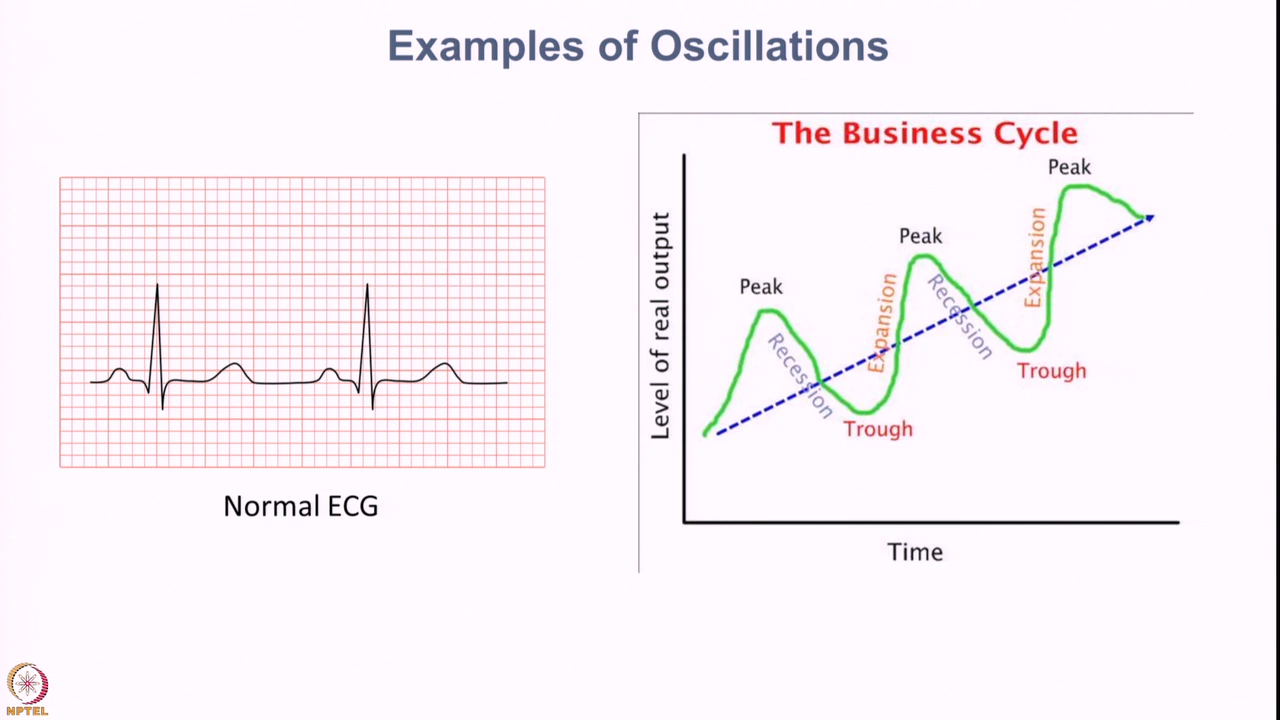 Examples of Oscillations
Normal ECG
The Business Cycle
Level of real output
Peak
Recession
Trough
Expansion
Peak
Recession
Trough
Expansion
Peak
Time
NPTEL